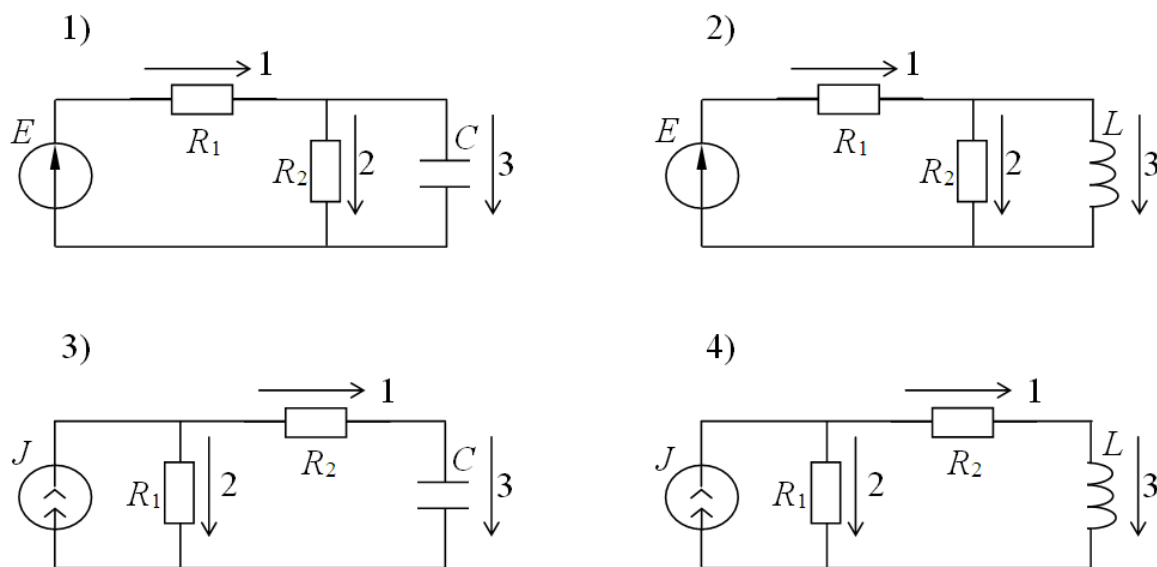 1) 2)
1 1
E R₁ R₂ 2 C 3
E R₁ R₂ 2 L 3
3) 4)
1 1
J R₁ 2 R₂ C 3
J R₁ 2 R₂ L 3